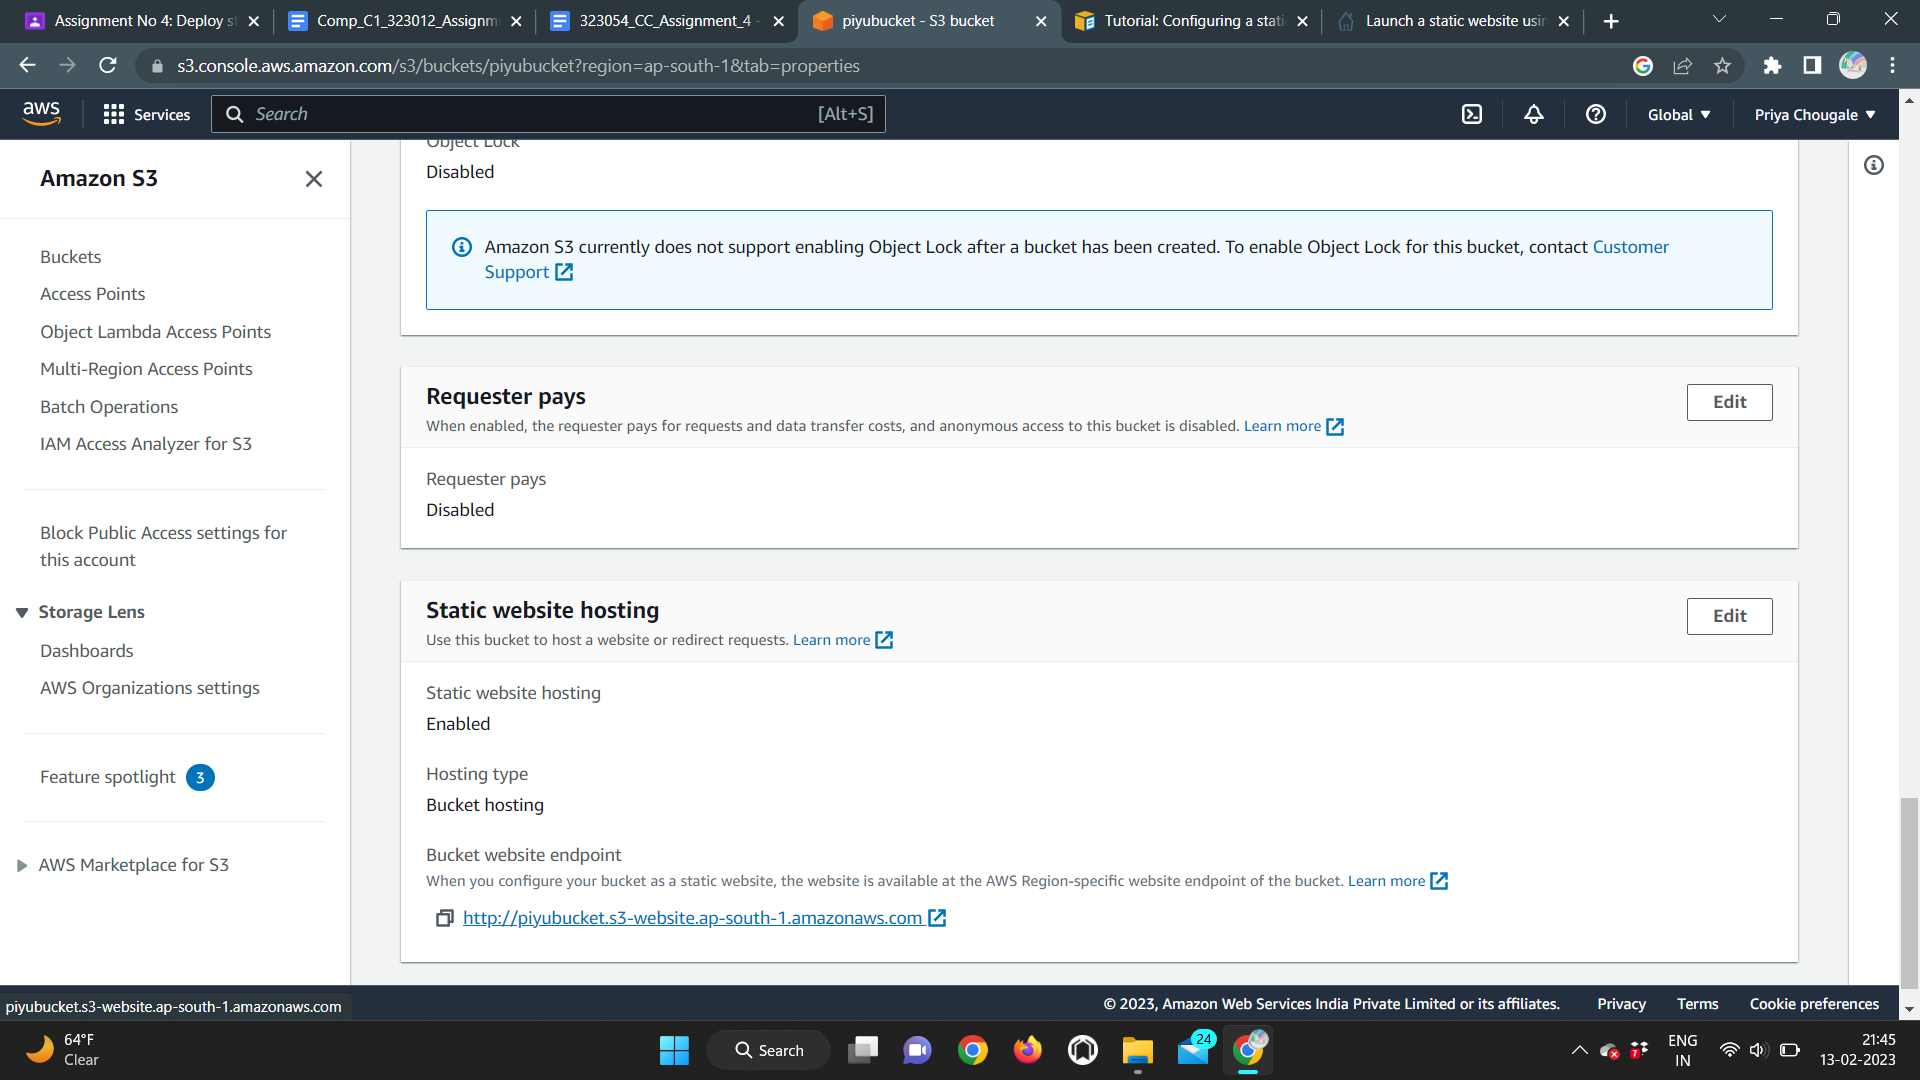 Assignment No 4: Deploy s
Comp_C1_323012_Assignm
323054_CC_Assignment_4 -
piyubucket - S3 bucket
Tutorial: Configuring a stati
Launch a static website usin
s3.console.aws.amazon.com/s3/buckets/piyubucket?region=ap-south-1&tab=properties
aws
Services
Search
[Alt+S]
Global
Priya Chougale
Amazon S3
Buckets
Access Points
Object Lambda Access Points
Multi-Region Access Points
Batch Operations
IAM Access Analyzer for S3
Block Public Access settings for
this account
Storage Lens
Dashboards
AWS Organizations settings
Feature spotlight 3
AWS Marketplace for S3
Object Lock
Disabled
Amazon S3 currently does not support enabling Object Lock after a bucket has been created. To enable Object Lock for this bucket, contact Customer
Support
Requester pays
Edit
When enabled, the requester pays for requests and data transfer costs, and anonymous access to this bucket is disabled. Learn more
Requester pays
Disabled
Static website hosting
Edit
Use this bucket to host a website or redirect requests. Learn more
Static website hosting
Enabled
Hosting type
Bucket hosting
Bucket website endpoint
When you configure your bucket as a static website, the website is available at the AWS Region-specific website endpoint of the bucket. Learn more
http://piyubucket.s3-website.ap-south-1.amazonaws.com
piyubucket.s3-website.ap-south-1.amazonaws.com
© 2023, Amazon Web Services India Private Limited or its affiliates.
Privacy
Terms
Cookie preferences
64°F
Clear
Search
24
7
ENG
IN
21:45
13-02-2023